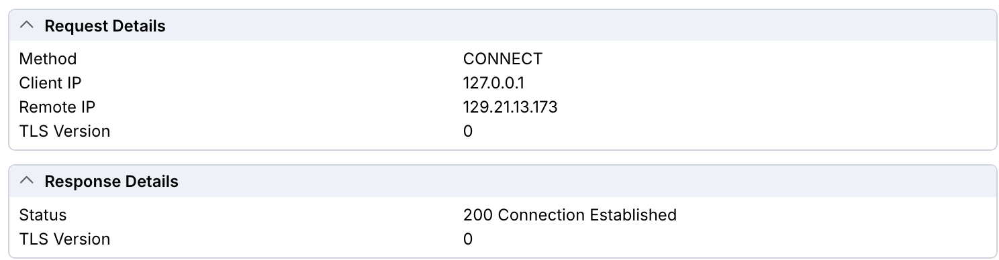 Request Details
Method CONNECT
Client IP 127.0.0.1
Remote IP 129.21.13.173
TLS Version 0
Response Details
Status 200 Connection Established
TLS Version 0